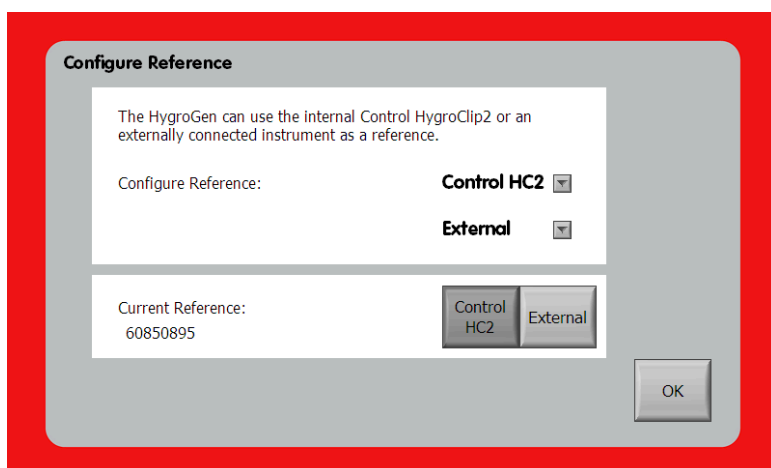 Configure Reference
The HygroGen can use the internal Control HygroClip2 or an
externally connected instrument as a reference.
Configure Reference:
Control HC2
External
Current Reference:
60850895
Control
HC2
External
OK